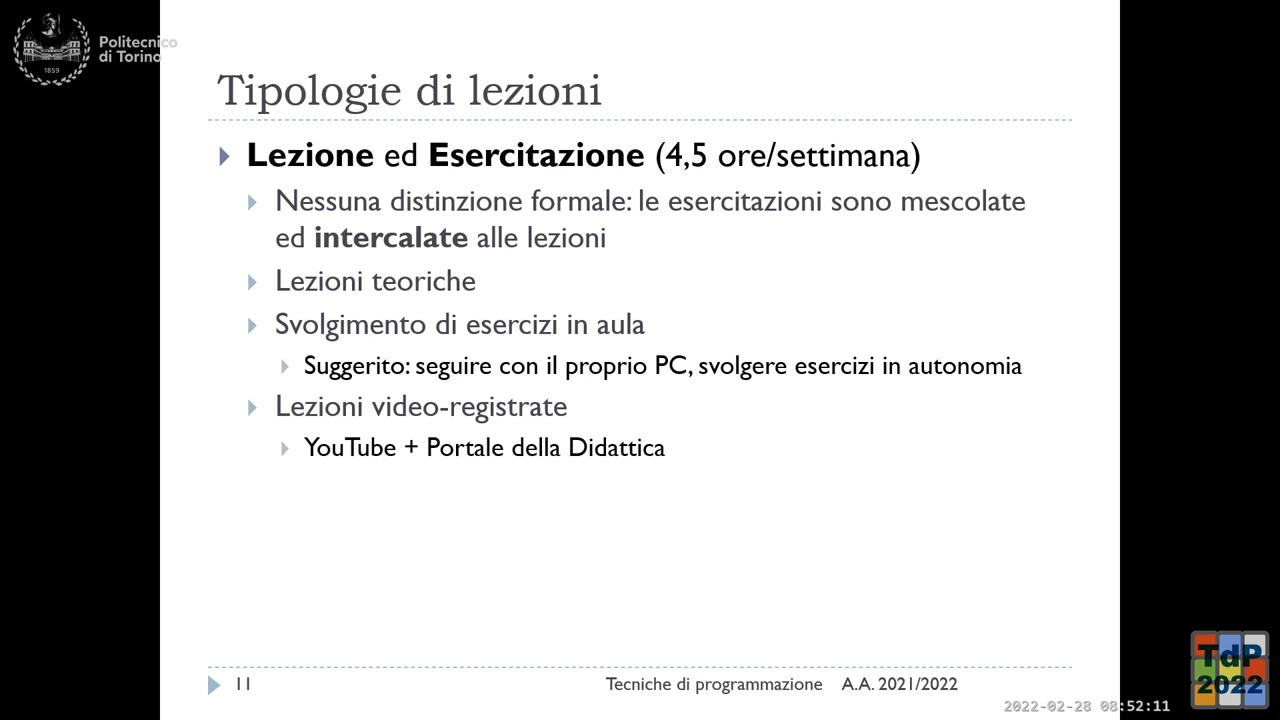 Politecnico
di Torino
1859
Tipologie di lezioni
Lezione ed Esercitazione (4,5 ore/settimana)
Nessuna distinzione formale: le esercitazioni sono mescolate
ed intercalate alle lezioni
Lezioni teoriche
Svolgimento di esercizi in aula
Suggerito: seguire con il proprio PC, svolgere esercizi in autonomia
Lezioni video-registrate
YouTube + Portale della Didattica
11
Tecniche di programmazione A.A. 2021/2022
TdP
2022
2022-02-28 08:52:11